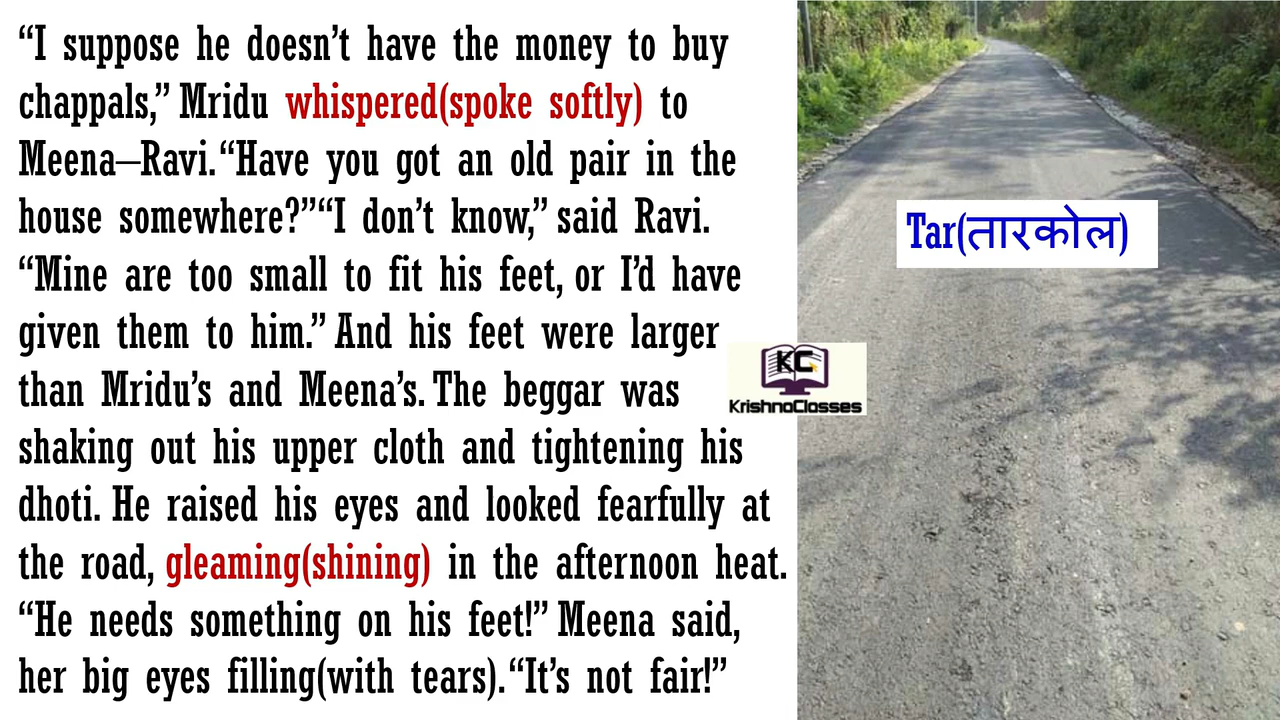 “I suppose he doesn’t have the money to buy
chappals,” Mridu whispered(spoke softly) to
Meena–Ravi.“Have you got an old pair in the
house somewhere?”“I don’t know,” said Ravi.
“Mine are too small to fit his feet, or I’d have
given them to him.” And his feet were larger
than Mridu’s and Meena’s. The beggar was
shaking out his upper cloth and tightening his
dhoti. He raised his eyes and looked fearfully at
the road, gleaming(shining) in the afternoon heat.
“He needs something on his feet!” Meena said,
her big eyes filling(with tears).“It’s not fair!”
Tar(तारकोल)
KC
KrishnaClasses